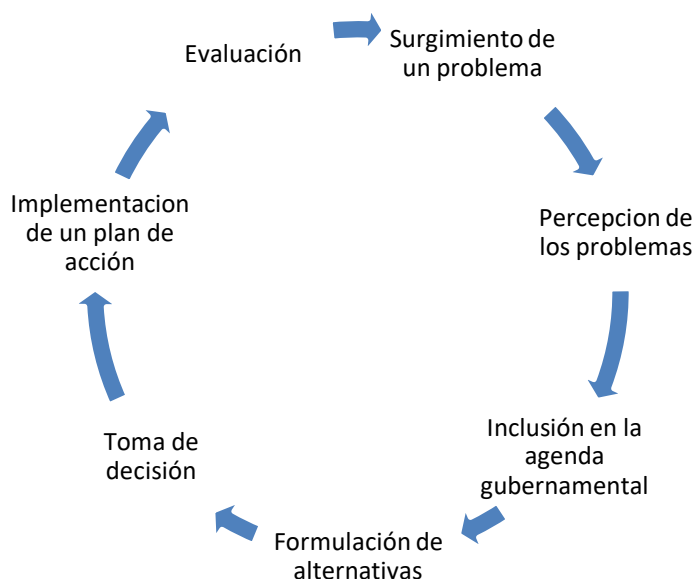 Evaluación
Surgimiento de
un problema
Percepcion de
los problemas
Inclusión en la
agenda
gubernamental
Formulación de
alternativas
Toma de
decisión
Implementacion
de un plan de
acción